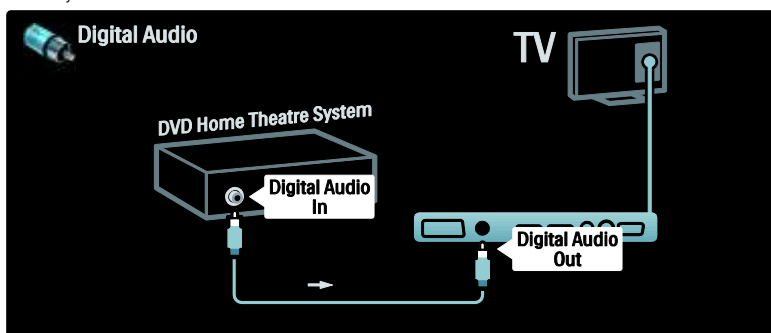 Digital Audio
TV
DVD Home Theatre System
Digital Audio
In
Digital Audio
Out